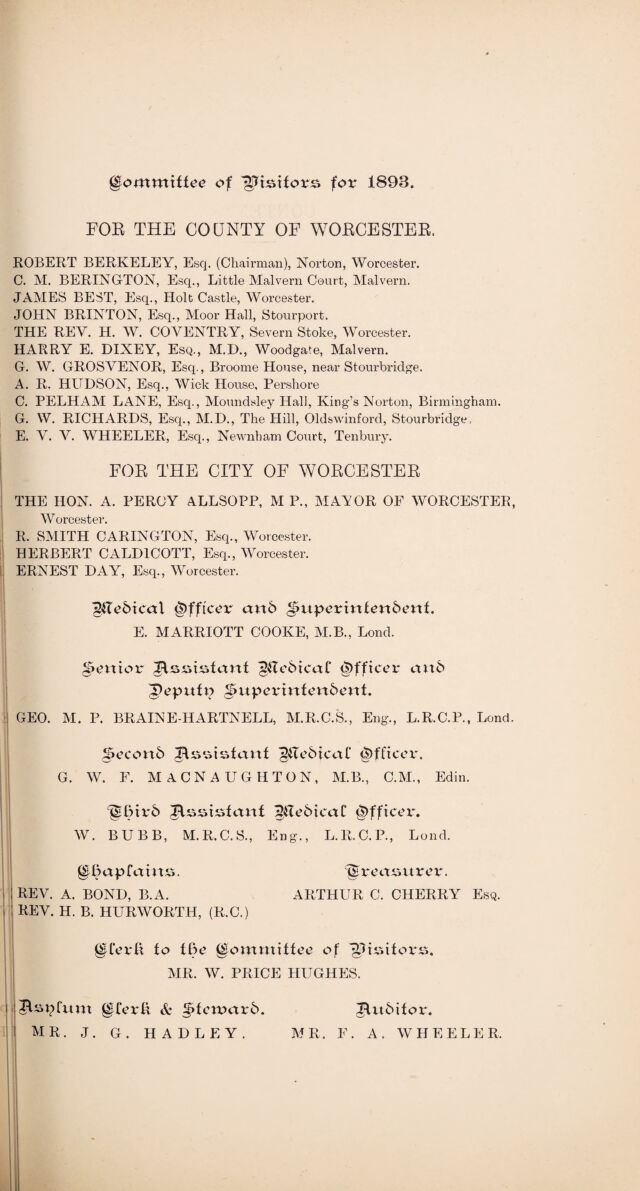 Committee of Visitors for 1893.
FOR THE COUNTY OF WORCESTER.
ROBERT BERKELEY, Esq. (Chairman), Norton, Worcester.
C. M. BERINGTON, Esq., Little Malvern Court, Malvern.
JAMES BEST, Esq., Holt Castle, Worcester.
JOHN BRINTON, Esq., Moor Hall, Stourport.
THE REV. H. W. COVENTRY, Severn Stoke, Worcester.
HARRY E. DIXEY, Esq., M.D., Woodgate, Malvern.
G. W. GROSVENOR, Esq., Broome House, near Stourbridge.
A. R. HUDSON, Esq., Wick House, Pershore
C. PELHAM LANE, Esq., Moundsley Hall, King's Norton, Birmingham.
G. W. RICHARDS, Esq., M.D., The Hill, Oldswinford, Stourbridge.
E. V. V. WHEELER, Esq., Newnham Court, Tenbury.
FOR THE CITY OF WORCESTER
THE HON. A. PERCY ALLSOPP, M P., MAYOR OF WORCESTER,
Worcester.
R. SMITH CARINGTON, Esq., Worcester.
HERBERT CALDICOTT, Esq., Worcester.
ERNEST DAY, Esq., Worcester.
Medical Officer and Superintendent.
E. MARRIOTT COOKE, M.B., Lond.
Senior Assistant Medical Officer and
Deputy Superintendent.
GEO. M. P. BRAINE-HARTNELL, M.R.C.S., Eng., L.R.C.P., Lond.
Second Assistant Medical Officer.
G. W. F. MACNAUGHTON, M.B., C.M., Edin.
Third Assistant Medical Officer.
W. BUBB, M.R.C.S., Eng., L.R.C.P., Lond.
Chaplains.
REV. A. BOND, B.A.
REV. H. B. HURWORTH, (R.C.)
Treasurer.
ARTHUR C. CHERRY Esq.
Clerk to the Committee of Visitors.
MR. W. PRICE HUGHES.
Asylum Clerk & Steward.
MR. J. G. HADLEY.
Auditor.
MR. F. A. WHEELER.